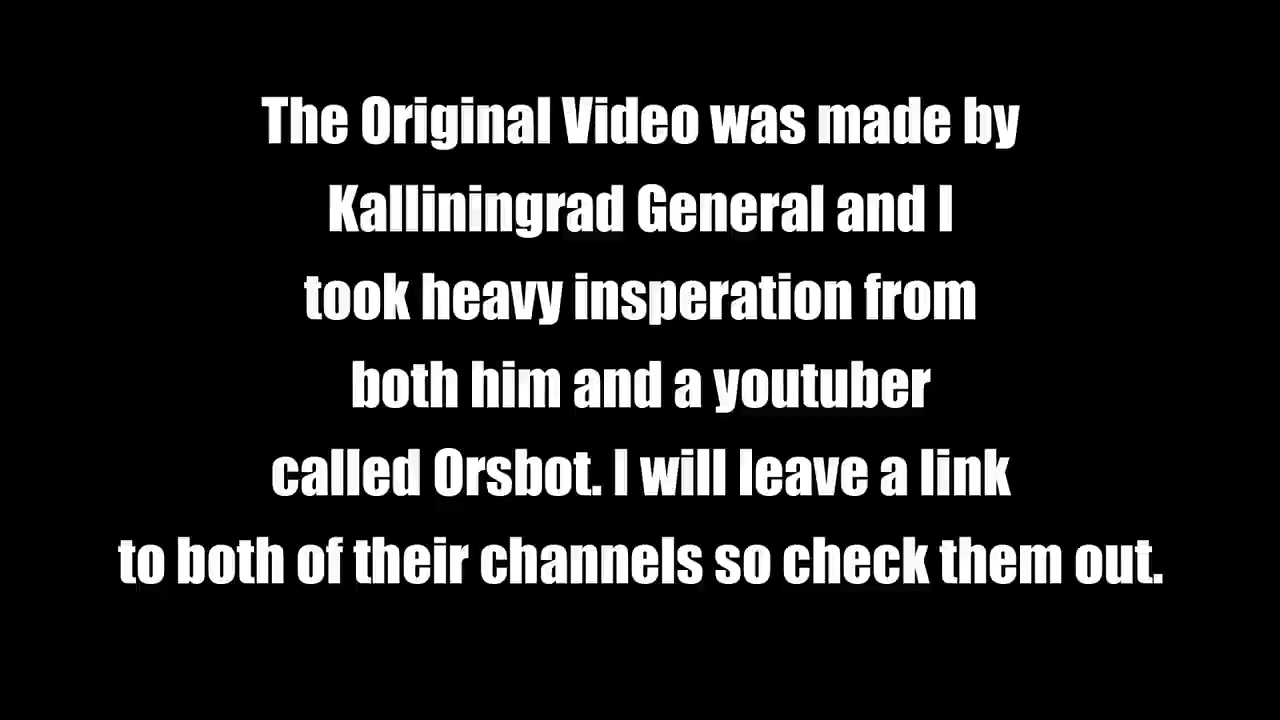 The Original Video was made by
Kalliningrad General and I
took heavy insperation from
both him and a youtuber
called Orsbot. I will leave a link
to both of their channels so check them out.